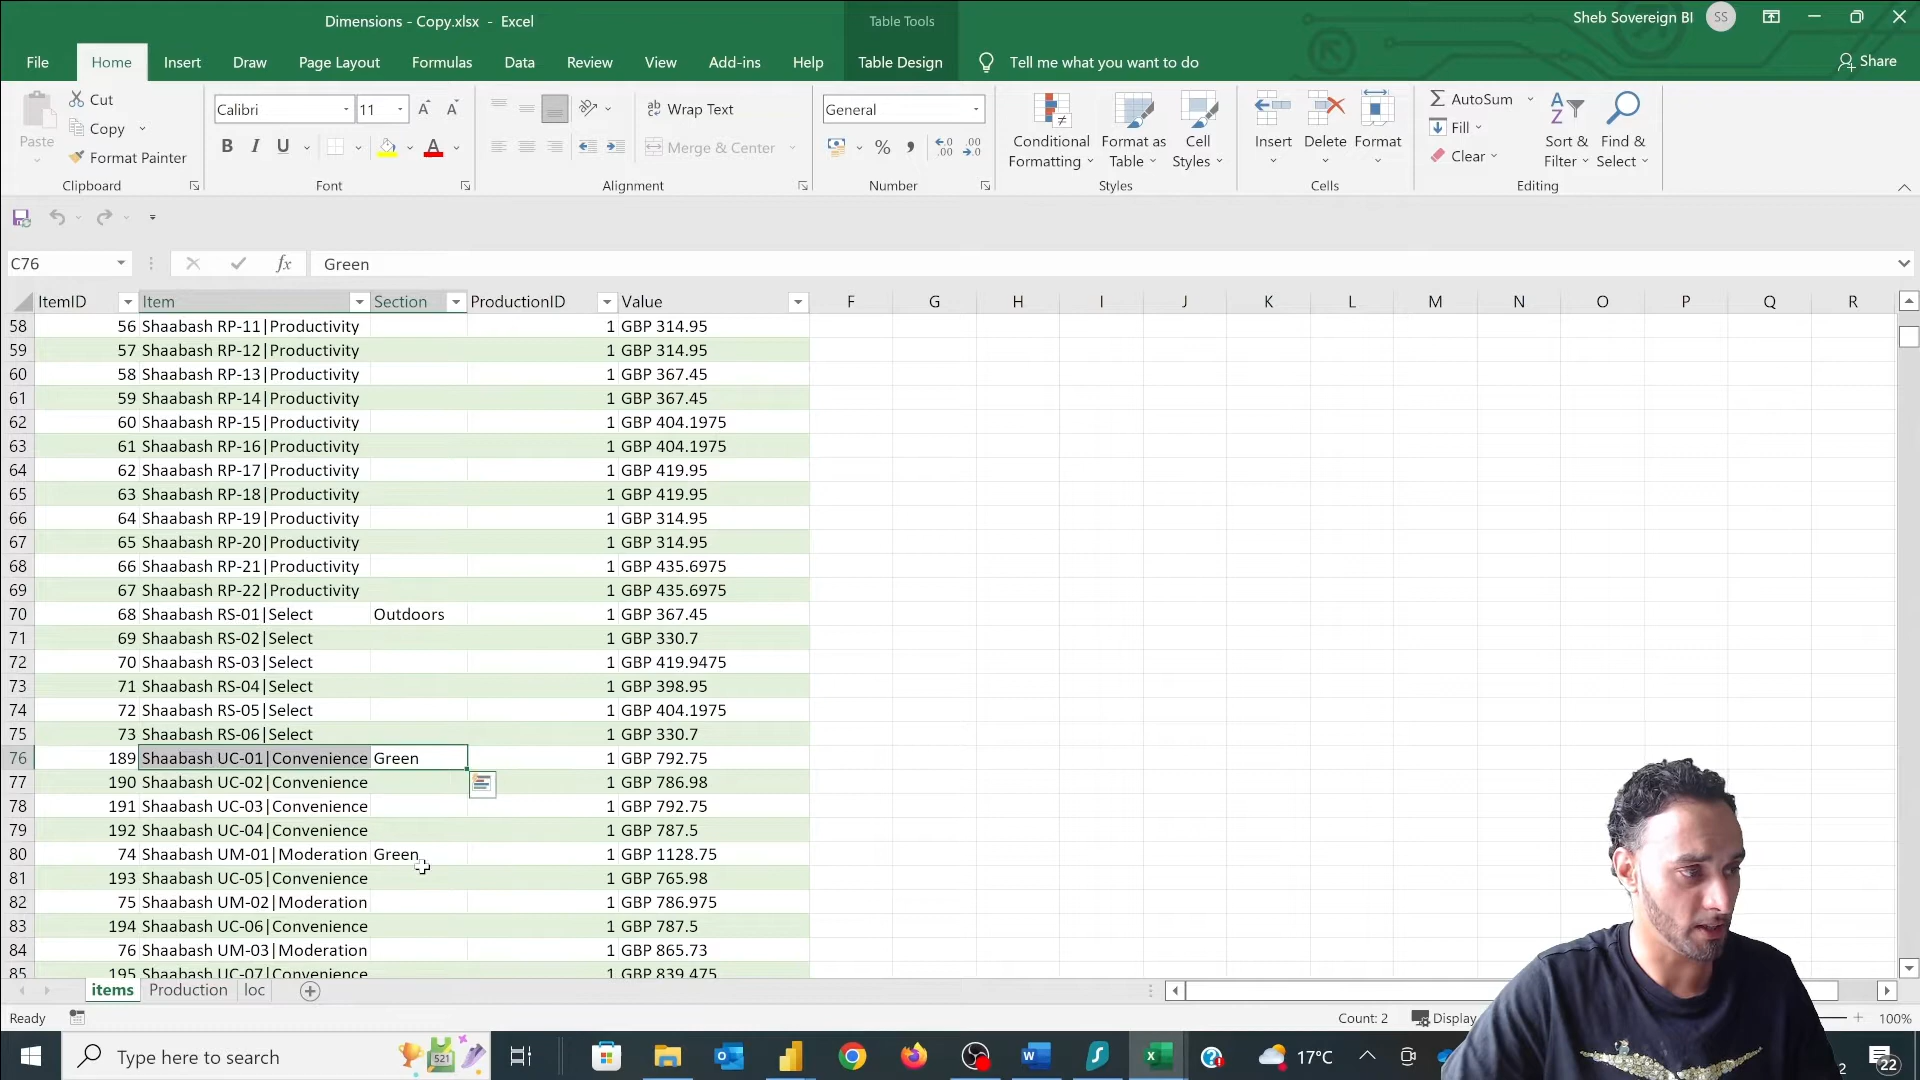 Dimensions - Copy.xlsx - Excel
Table Tools
Sheb Sovereign BI
SS
File Home Insert Draw Page Layout Formulas Data Review View Add-ins Help Table Design Tell me what you want to do Share
Paste
Cut
Copy
Format Painter
Clipboard
Calibri 11
B I U
Font
Wrap Text
Merge & Center
Alignment
General
Number
Conditional Formatting
Format as Table
Cell Styles
Styles
Insert Delete Format
Cells
AutoSum
Fill
Clear
Sort & Filter
Find & Select
Editing
C76 fx Green
ItemID Item Section ProductionID Value F G H I J K L M N O P Q R
58 56 Shaabash RP-11|Productivity 1 GBP 314.95
59 57 Shaabash RP-12|Productivity 1 GBP 314.95
60 58 Shaabash RP-13|Productivity 1 GBP 367.45
61 59 Shaabash RP-14|Productivity 1 GBP 367.45
62 60 Shaabash RP-15|Productivity 1 GBP 404.1975
63 61 Shaabash RP-16|Productivity 1 GBP 404.1975
64 62 Shaabash RP-17|Productivity 1 GBP 419.95
65 63 Shaabash RP-18|Productivity 1 GBP 419.95
66 64 Shaabash RP-19|Productivity 1 GBP 314.95
67 65 Shaabash RP-20|Productivity 1 GBP 314.95
68 66 Shaabash RP-21|Productivity 1 GBP 435.6975
69 67 Shaabash RP-22|Productivity 1 GBP 435.6975
70 68 Shaabash RS-01|Select Outdoors 1 GBP 367.45
71 69 Shaabash RS-02|Select 1 GBP 330.7
72 70 Shaabash RS-03|Select 1 GBP 419.9475
73 71 Shaabash RS-04|Select 1 GBP 398.95
74 72 Shaabash RS-05|Select 1 GBP 404.1975
75 73 Shaabash RS-06|Select 1 GBP 330.7
76 189 Shaabash UC-01|Convenience Green 1 GBP 792.75
77 190 Shaabash UC-02|Convenience 1 GBP 786.98
78 191 Shaabash UC-03|Convenience 1 GBP 792.75
79 192 Shaabash UC-04|Convenience 1 GBP 787.5
80 74 Shaabash UM-01|Moderation Green 1 GBP 1128.75
81 193 Shaabash UC-05|Convenience 1 GBP 765.98
82 75 Shaabash UM-02|Moderation 1 GBP 786.975
83 194 Shaabash UC-06|Convenience 1 GBP 787.5
84 76 Shaabash UM-03|Moderation 1 GBP 865.73
85 195 Shaabash UC-07|Convenience 1 GBP 839.475
items Production loc
Ready Count: 2 Display 100%
Type here to search
521
17°C
2
22